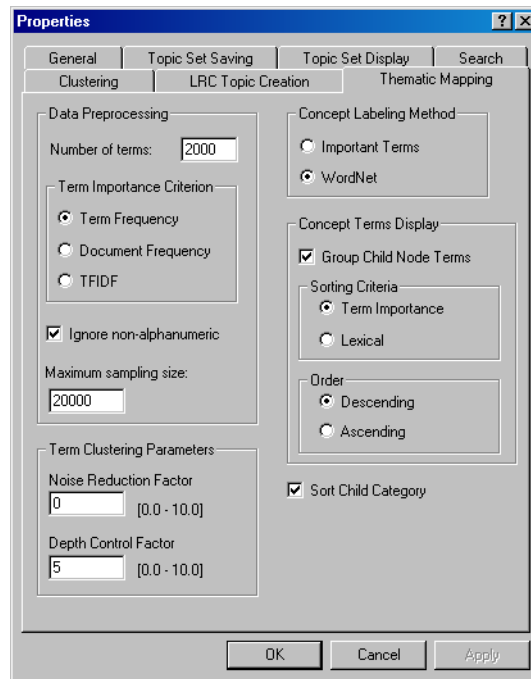 Properties
General Topic Set Saving Topic Set Display Search
Clustering LRC Topic Creation Thematic Mapping
Data Preprocessing
Number of terms: 2000
Term Importance Criterion
Term Frequency
Document Frequency
TFIDF
Ignore non-alphanumeric
Maximum sampling size:
20000
Term Clustering Parameters
Noise Reduction Factor
0 [0.0 - 10.0]
Depth Control Factor
5 [0.0 - 10.0]
Concept Labeling Method
Important Terms
WordNet
Concept Terms Display
Group Child Node Terms
Sorting Criteria
Term Importance
Lexical
Order
Descending
Ascending
Sort Child Category
OK Cancel Apply